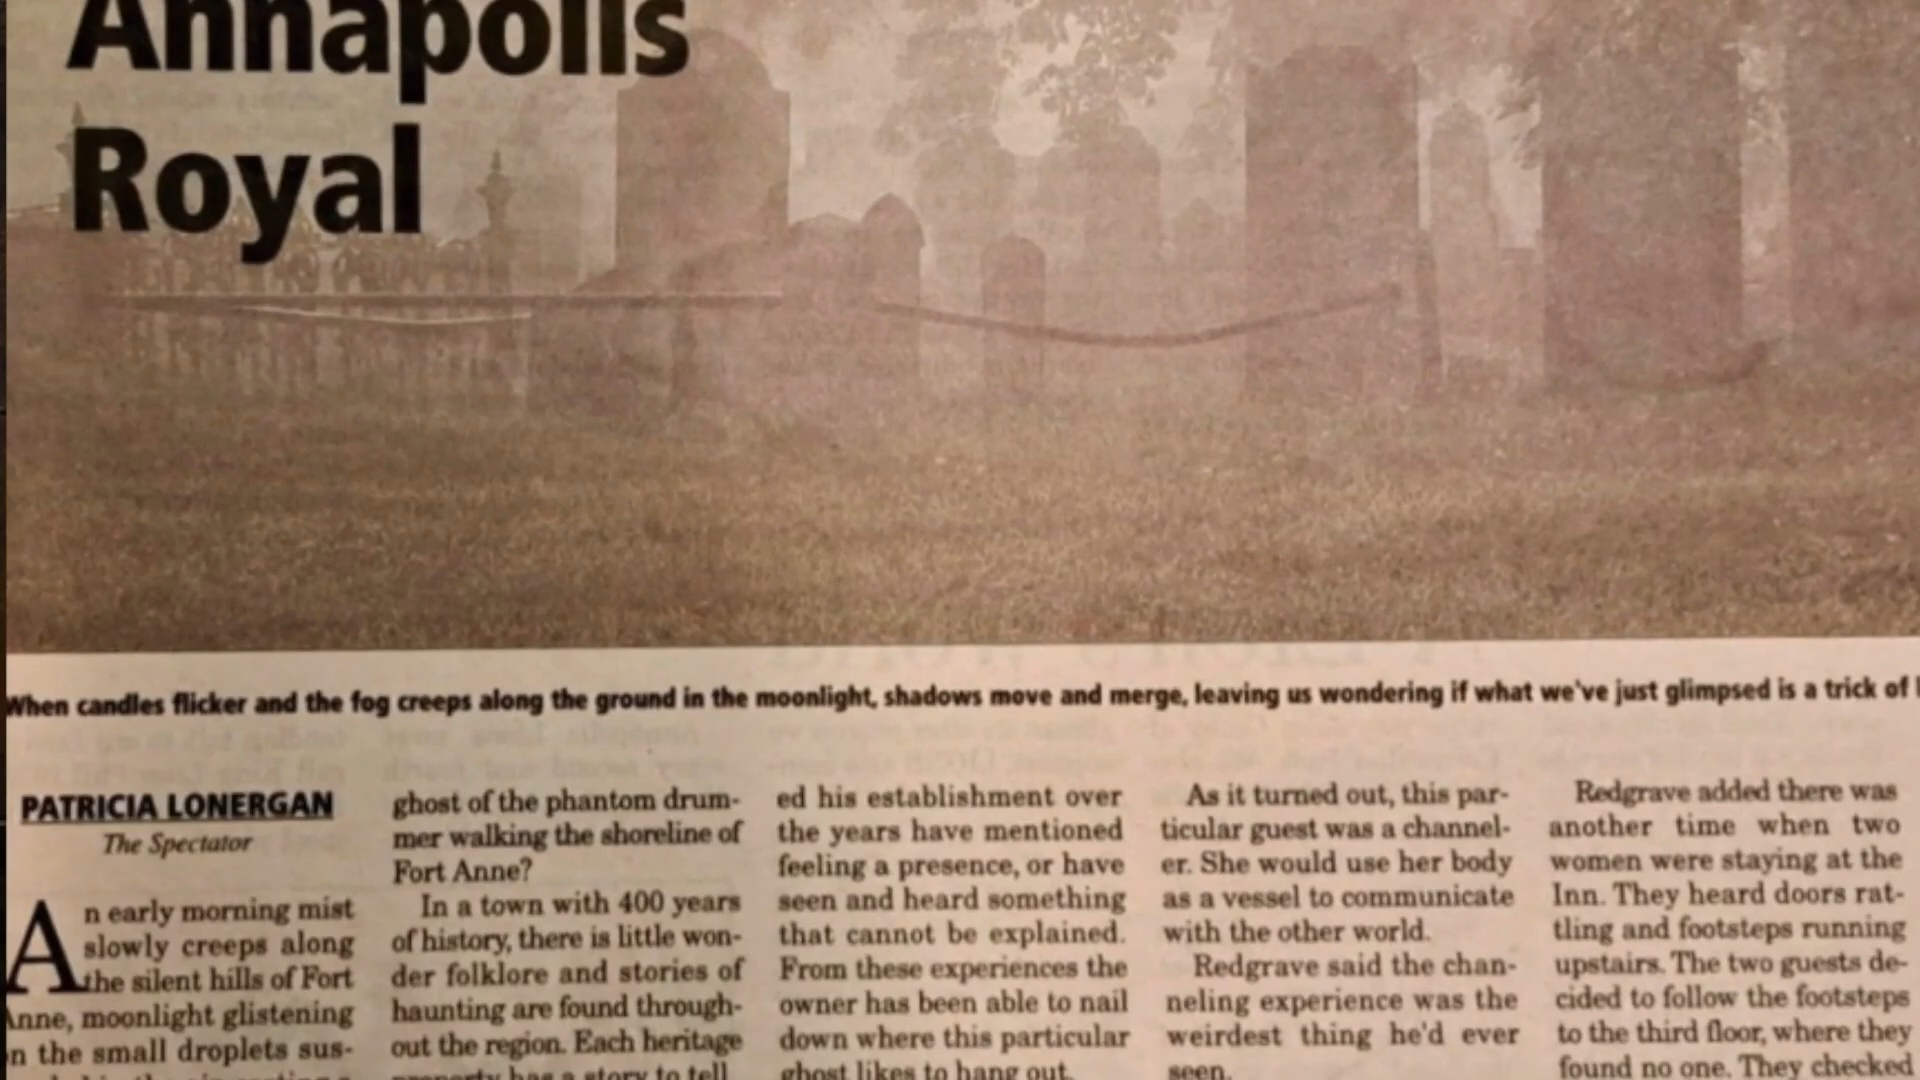 Annapolis
Royal
When candles flicker and the fog creeps along the ground in the moonlight, shadows move and merge, leaving us wondering if what we've just glimpsed is a trick of
PATRICIA LONERGAN
The Spectator
An early morning mist
slowly creeps along
the silent hills of Fort
Anne, moonlight glistening
on the small droplets sus-
ghost of the phantom drum-
mer walking the shoreline of
Fort Anne?
In a town with 400 years
of history, there is little won-
der folklore and stories of
haunting are found through-
out the region. Each heritage
property has a story to tell
ed his establishment over
the years have mentioned
feeling a presence, or have
seen and heard something
that cannot be explained.
From these experiences the
owner has been able to nail
down where this particular
ghost likes to hang out.
As it turned out, this par-
ticular guest was a channel-
er. She would use her body
as a vessel to communicate
with the other world.
Redgrave said the chan-
neling experience was the
weirdest thing he'd ever
seen.
Redgrave added there was
another time when two
women were staying at the
Inn. They heard doors rat-
tling and footsteps running
upstairs. The two guests de-
cided to follow the footsteps
to the third floor, where they
found no one. They checked